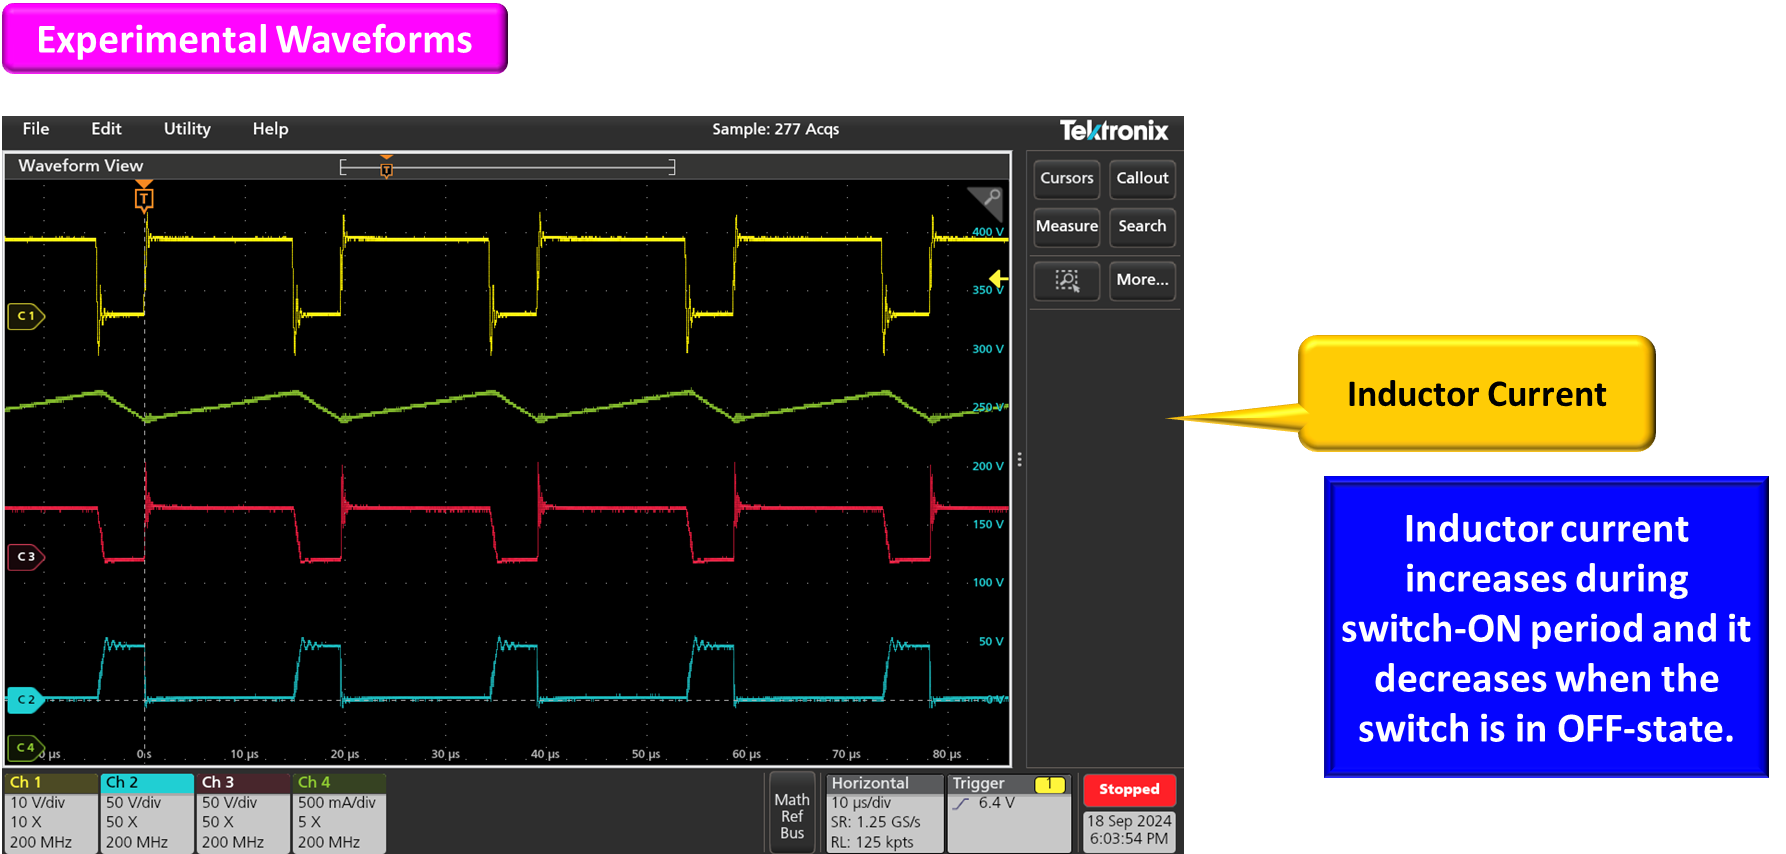 Experimental Waveforms
File Edit Utility Help Sample: 277 Acqs Tektronix
Waveform View
T
Cursors Callout
T
Measure Search
400 V
More...
350 V
C 1
300 V
Inductor Current
250 V
200 V
Inductor current
increases during
switch-ON period and it
decreases when the
switch is in OFF-state.
150 V
C 3
100 V
50 V
C 2
0 V
C 4
0 µs 0 s 10 µs 20 µs 30 µs 40 µs 50 µs 60 µs 70 µs 80 µs
Ch 1 Ch 2 Ch 3 Ch 4
10 V/div 50 V/div 50 V/div 500 mA/div
10 X 50 X 50 X 5 X
200 MHz 200 MHz 200 MHz 200 MHz
Math
Ref
Bus
Horizontal
10 µs/div
SR: 1.25 GS/s
RL: 125 kpts
Trigger 1
6.4 V
Stopped
18 Sep 2024
6:03:54 PM